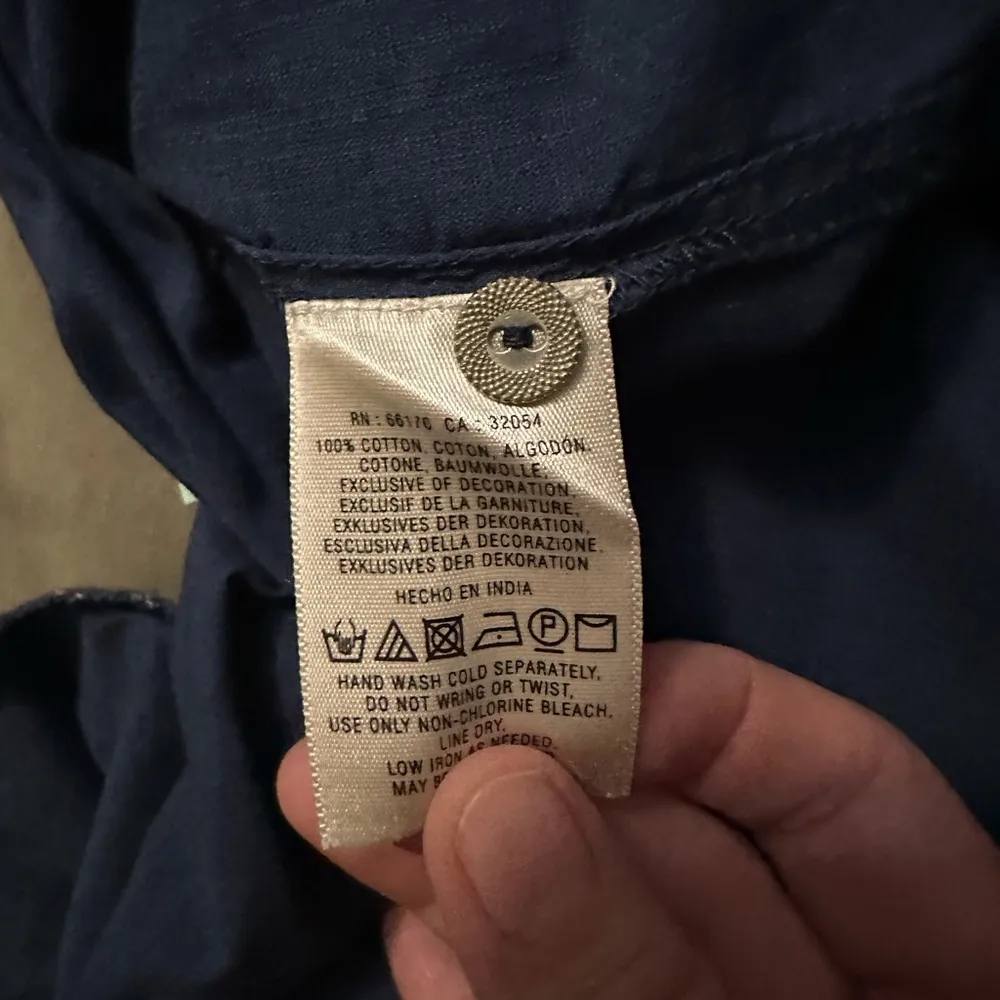 RN : 66170 CA : 32054
100% COTTON, COTON, ALGODÓN.
COTONE, BAUMWOLLE.
EXCLUSIVE OF DECORATION.
EXCLUSIF DE LA GARNITURE.
EXKLUSIVES DER DEKORATION.
ESCLUSIVA DELLA DECORAZIONE.
EXKLUSIVES DER DEKORATION
HECHO EN INDIA
P
HAND WASH COLD SEPARATELY.
DO NOT WRING OR TWIST.
USE ONLY NON-CHLORINE BLEACH.
LINE DRY.
LOW IRON AS NEEDED.
MAY